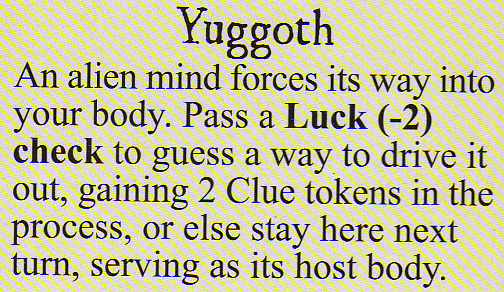 Yuggoth
An alien mind forces its way into
your body. Pass a Luck (-2)
check to guess a way to drive it
out, gaining 2 Clue tokens in the
process, or else stay here next
turn, serving as its host body.